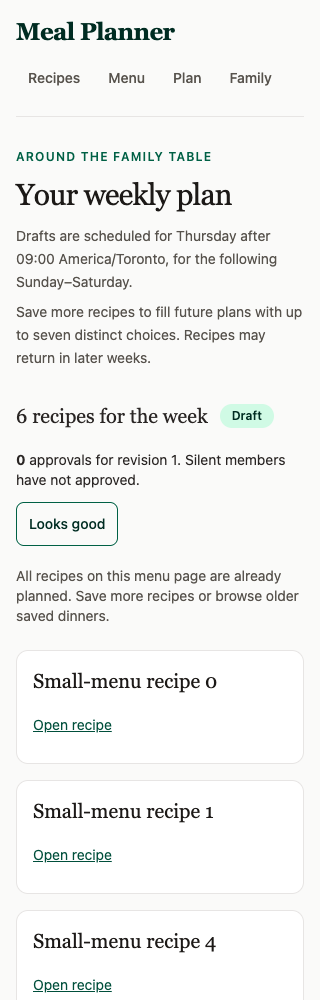 Meal Planner
Recipes Menu Plan Family
AROUND THE FAMILY TABLE
Your weekly plan
Drafts are scheduled for Thursday after
09:00 America/Toronto, for the following
Sunday–Saturday.
Save more recipes to fill future plans with up
to seven distinct choices. Recipes may
return in later weeks.
6 recipes for the week Draft
0 approvals for revision 1. Silent members
have not approved.
Looks good
All recipes on this menu page are already
planned. Save more recipes or browse older
saved dinners.
Small-menu recipe 0
Open recipe
Small-menu recipe 1
Open recipe
Small-menu recipe 4
Open recipe